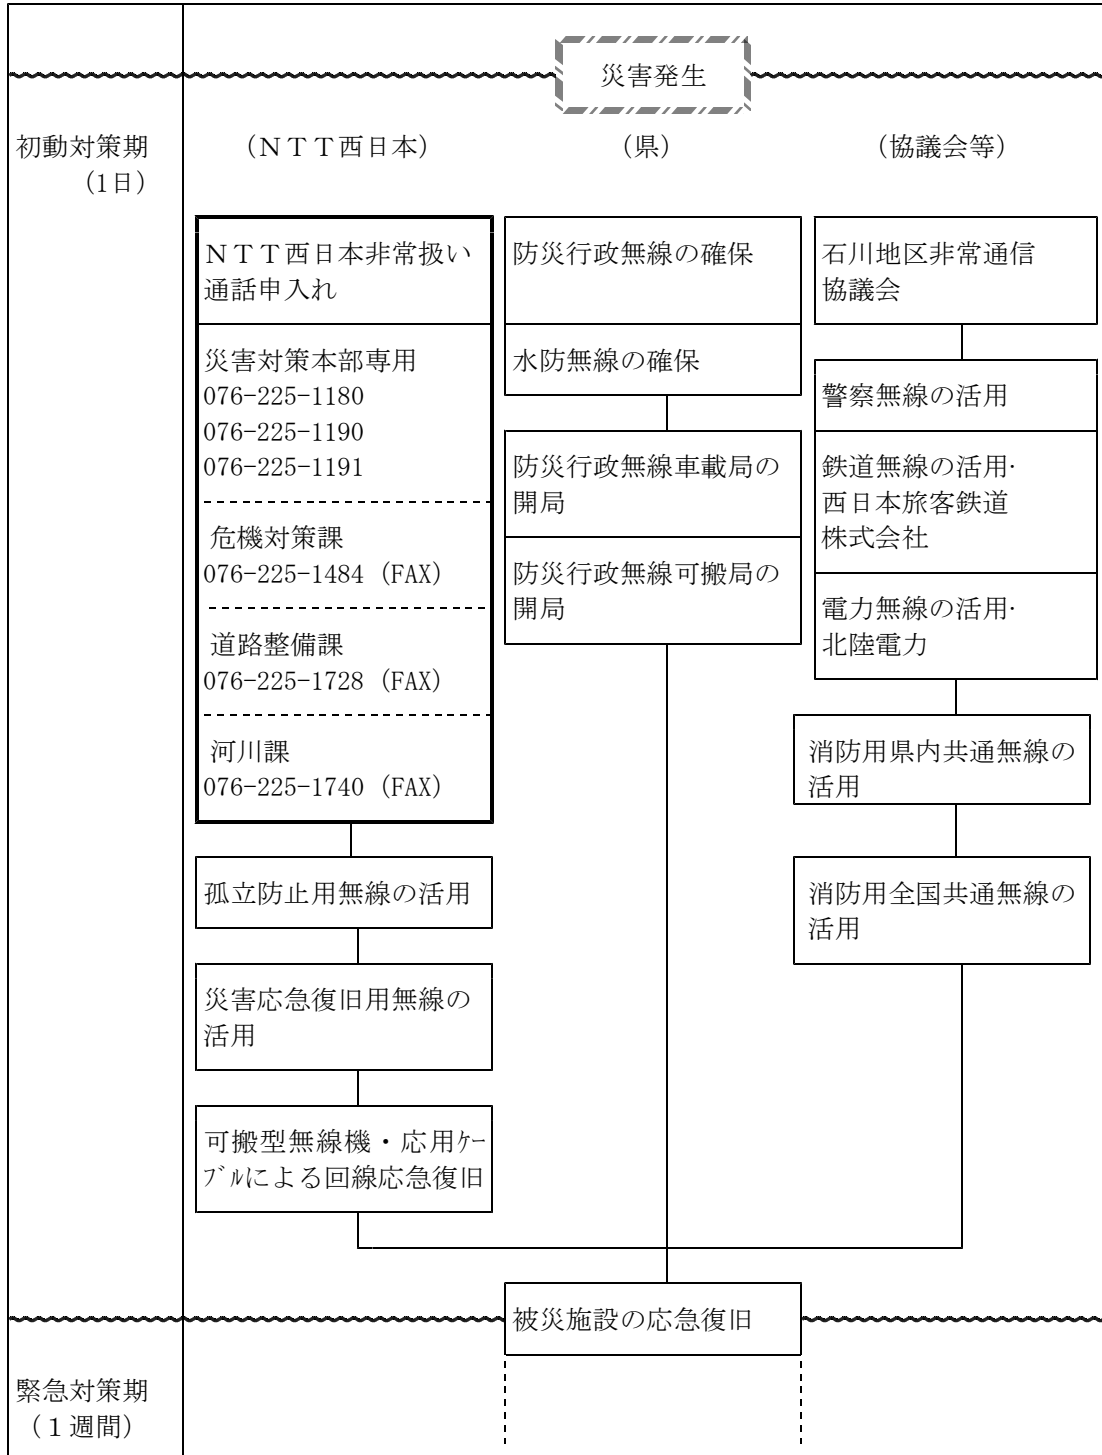 災害発生
初動対策期
(1日)
（ＮＴＴ西日本）
（県）
（協議会等）
ＮＴＴ西日本非常扱い
通話申入れ
災害対策本部専用
076-225-1180
076-225-1190
076-225-1191
危機対策課
076-225-1484 (FAX)
道路整備課
076-225-1728 (FAX)
河川課
076-225-1740 (FAX)
孤立防止用無線の活用
災害応急復旧用無線の
活用
可搬型無線機・応用ｹｰ
ﾌﾞﾙによる回線応急復旧
防災行政無線の確保
水防無線の確保
防災行政無線車載局の
開局
防災行政無線可搬局の
開局
石川地区非常通信
協議会
警察無線の活用
鉄道無線の活用･
西日本旅客鉄道
株式会社
電力無線の活用･
北陸電力
消防用県内共通無線の
活用
消防用全国共通無線の
活用
被災施設の応急復旧
緊急対策期
（１週間）